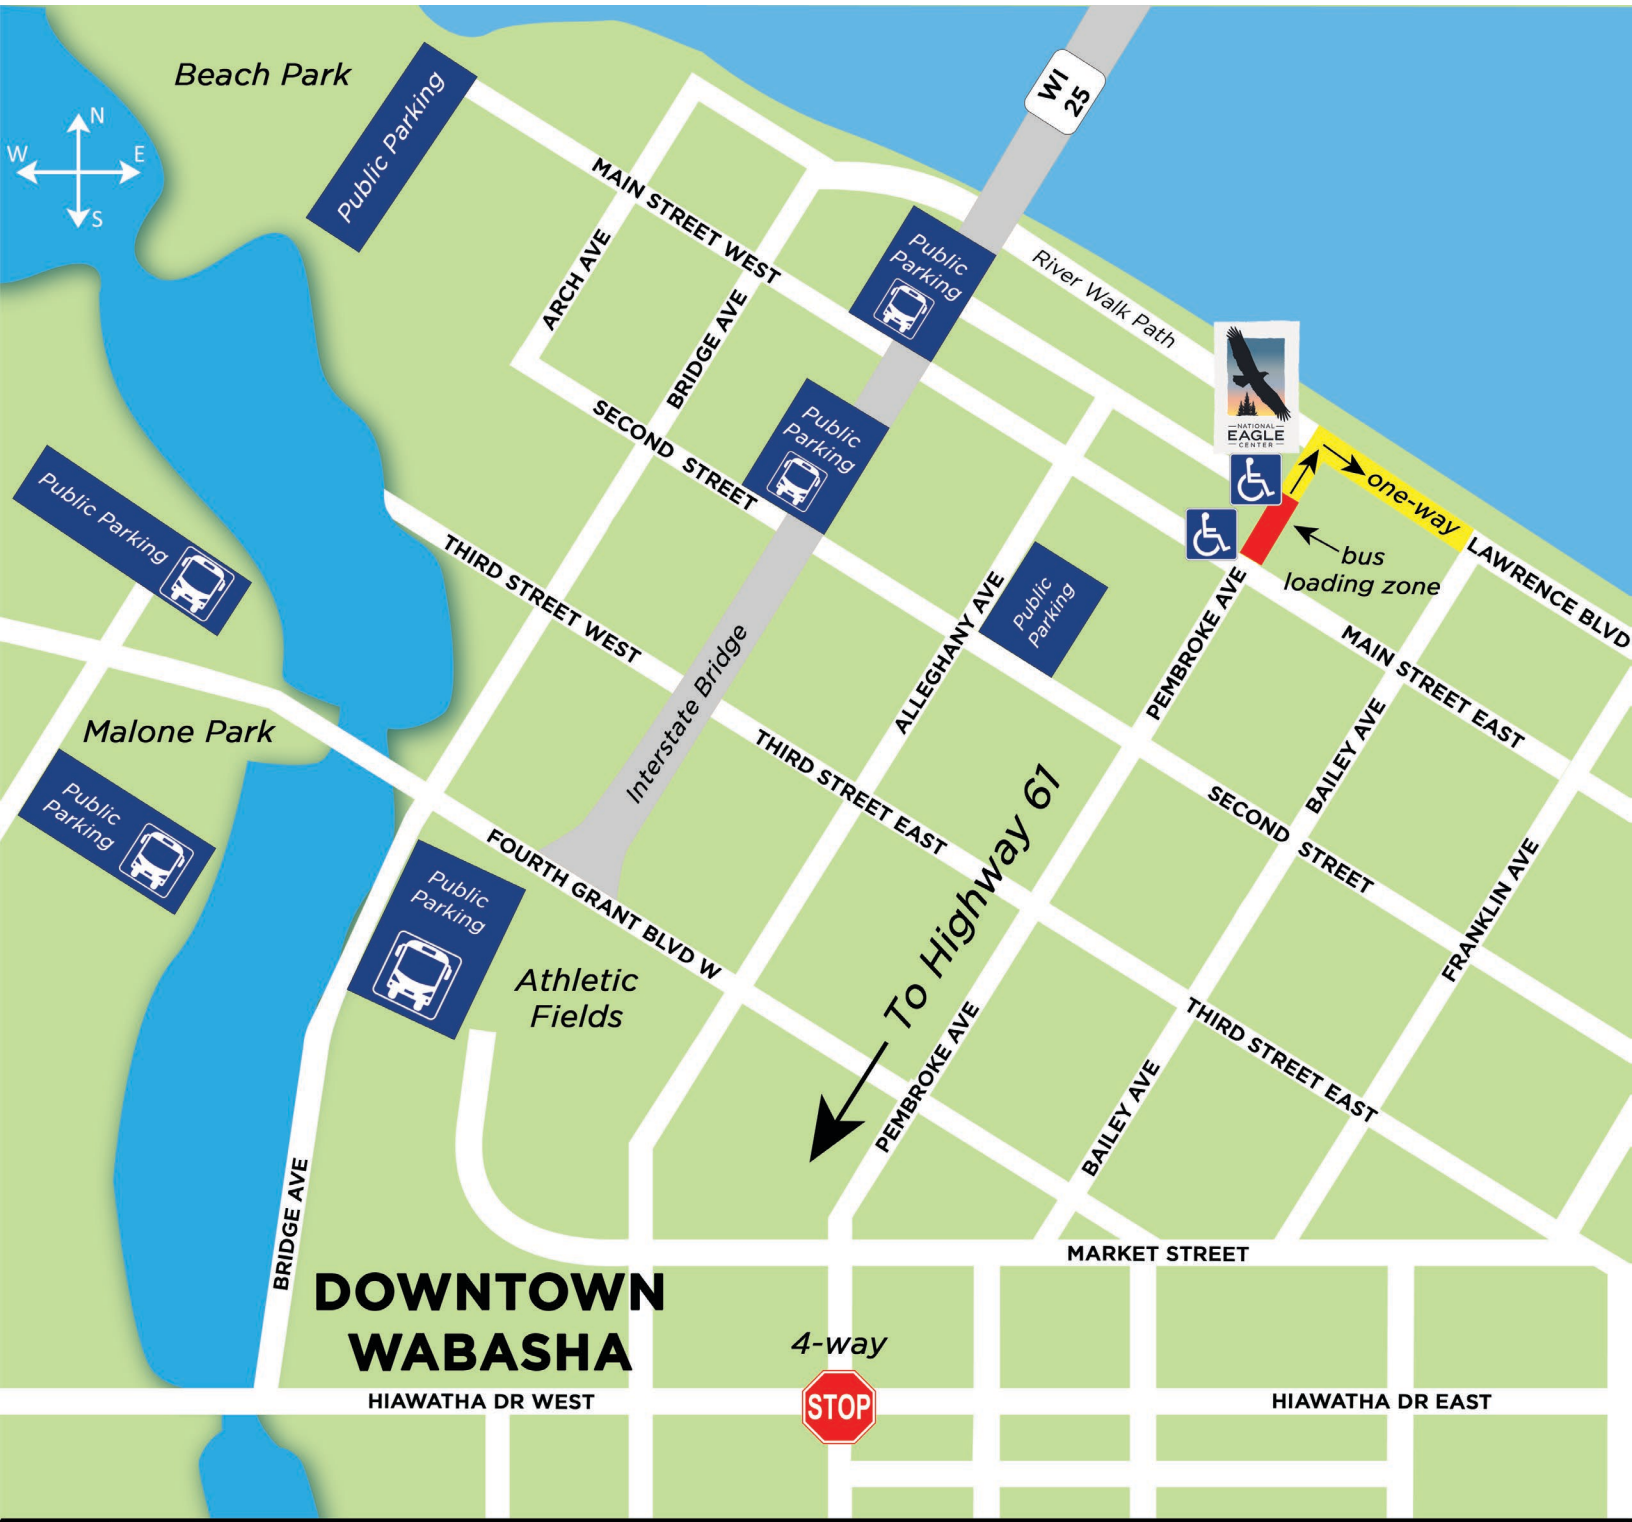 Beach Park
N
W
E
S
Public Parking
WI
25
MAIN STREET WEST
ARCH AVE
BRIDGE AVE
Public
Parking
River Walk Path
NATIONAL
EAGLE
CENTER
Public
Parking
SECOND STREET
one-way
bus
loading zone
LAWRENCE BLVD
Public Parking
THIRD STREET WEST
Public
Parking
ALLEGHANY AVE
PEMBROKE AVE
MAIN STREET EAST
BAILEY AVE
Interstate Bridge
Malone Park
Public
Parking
THIRD STREET EAST
To Highway 61
SECOND STREET
FRANKLIN AVE
FOURTH GRANT BLVD W
Public
Parking
Athletic
Fields
PEMBROKE AVE
THIRD STREET EAST
BAILEY AVE
BRIDGE AVE
MARKET STREET
DOWNTOWN
WABASHA
4-way
STOP
HIAWATHA DR WEST
HIAWATHA DR EAST